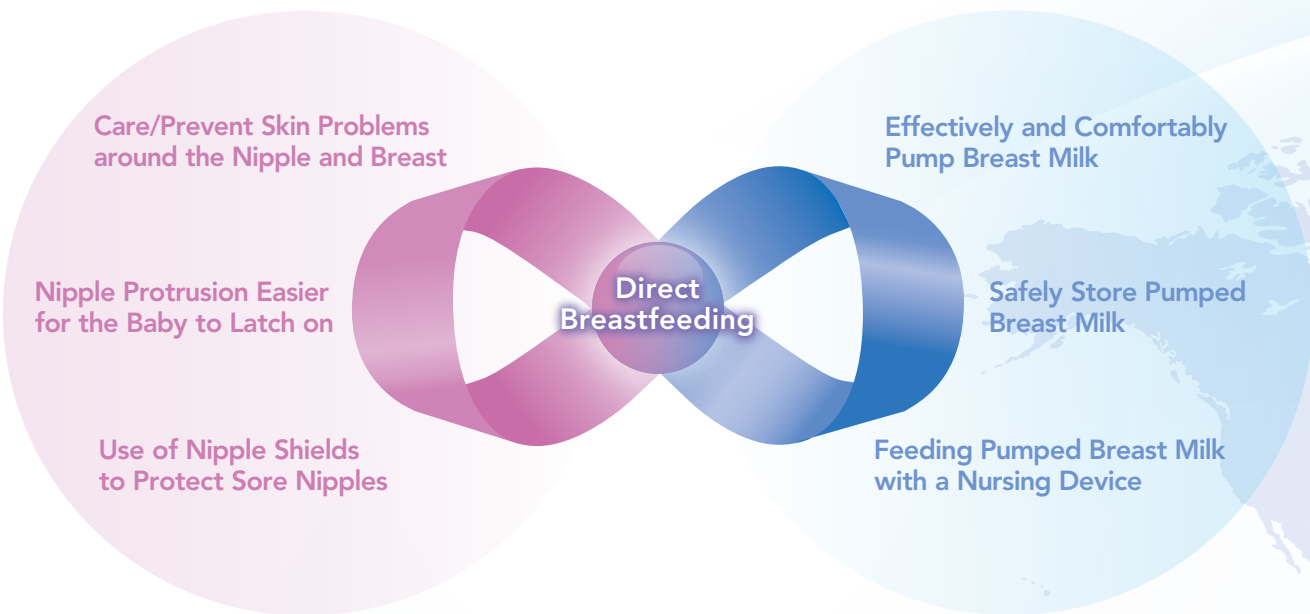 Care/Prevent Skin Problems
around the Nipple and Breast
Nipple Protrusion Easier
for the Baby to Latch on
Use of Nipple Shields
to Protect Sore Nipples
Direct
Breastfeeding
Effectively and Comfortably
Pump Breast Milk
Safely Store Pumped
Breast Milk
Feeding Pumped Breast Milk
with a Nursing Device